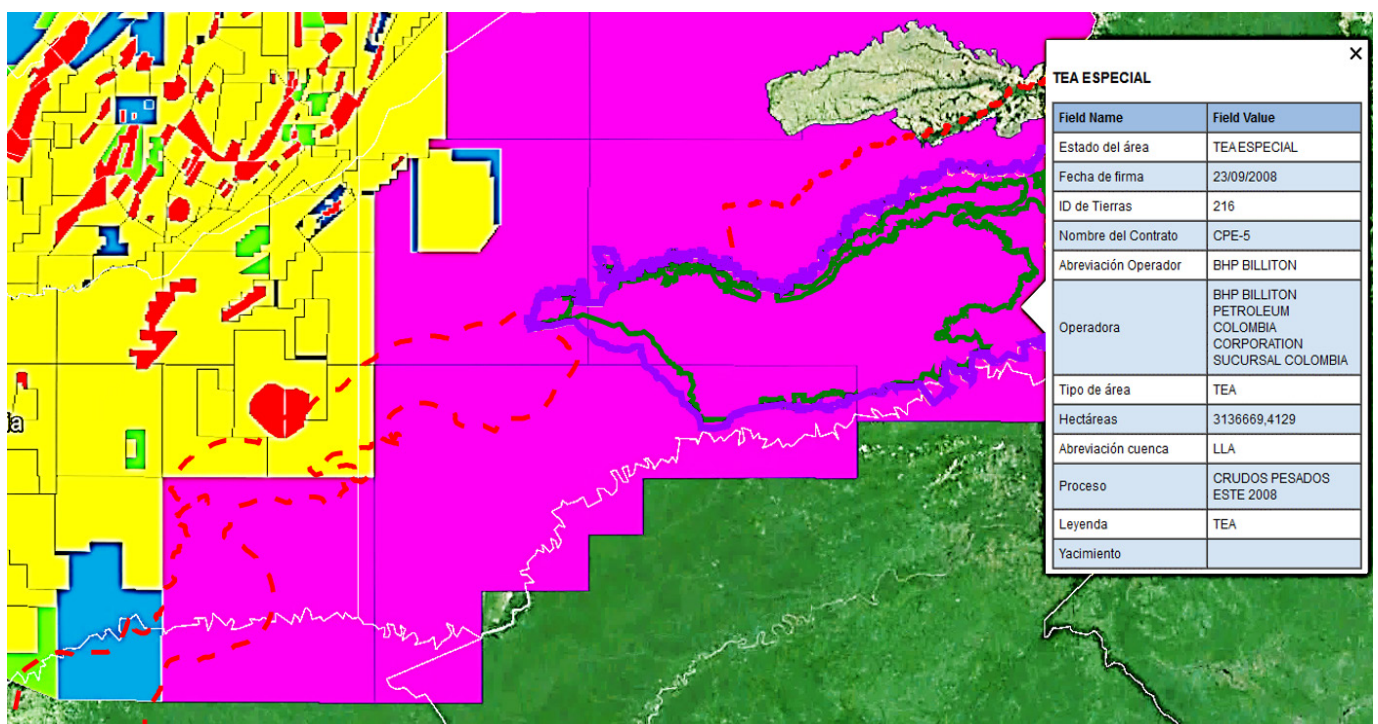 ×
TEA ESPECIAL
Field Name Field Value
Estado del área TEA ESPECIAL
Fecha de firma 23/09/2008
ID de Tierras 216
Nombre del Contrato CPE-5
Abreviación Operador BHP BILLITON
Operadora BHP BILLITON
PETROLEUM
COLOMBIA
CORPORATION
SUCURSAL COLOMBIA
Tipo de área TEA
Hectáreas 3136669,4129
Abreviación cuenca LLA
Proceso CRUDOS PESADOS
ESTE 2008
Leyenda TEA
Yacimiento
da